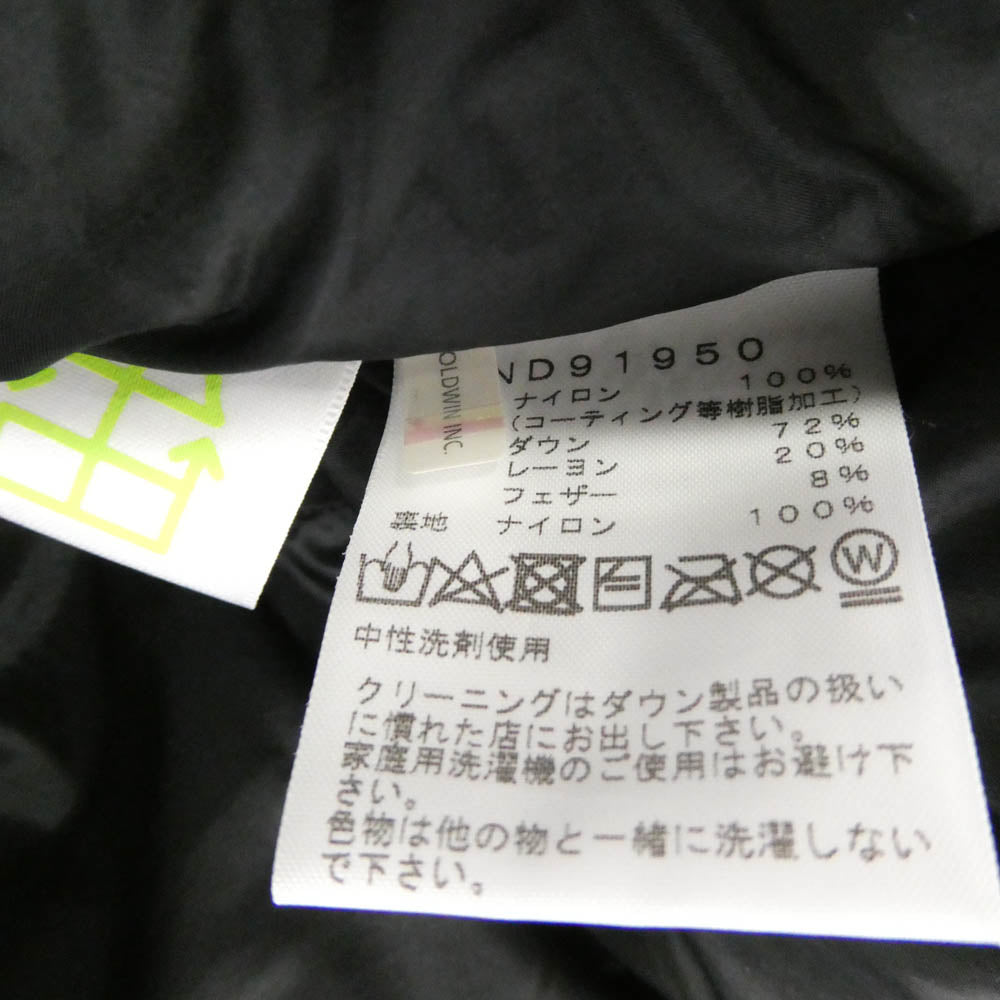 OLDWIN INC.
ND91950
ナイロン 100%
(コーティング等樹脂加工)
ダウン 72%
レーヨン 20%
フェザー 8%
裏地 ナイロン 100%
W
中性洗剤使用
クリーニングはダウン製品の扱い
に慣れた店にお出し下さい。
家庭用洗濯機のご使用はお避け下
さい。
色物は他の物と一緒に洗濯しない
で下さい。